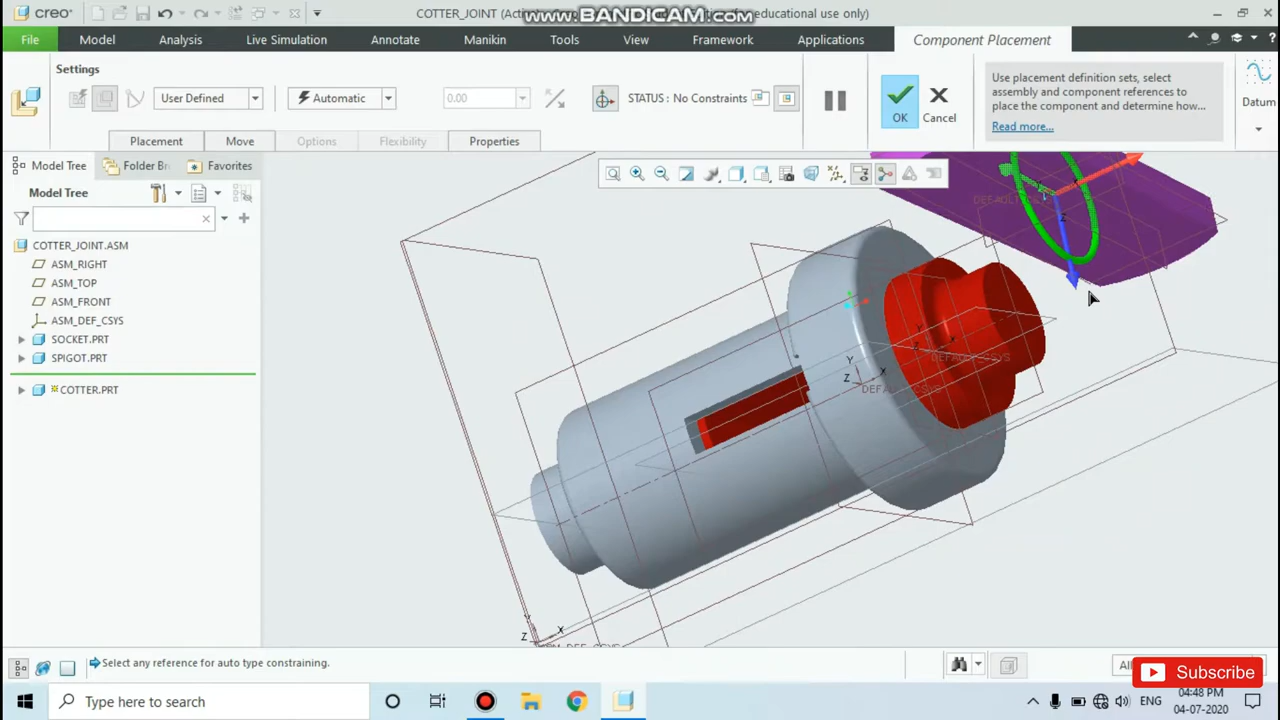 COTTER_JOINT (Activ
www.BANDICAM.com
for educational use only)
File
Model
Analysis
Live Simulation
Annotate
Manikin
Tools
View
Framework
Applications
Component Placement
Settings
User Defined
Automatic
0.00
STATUS : No Constraints
OK
Cancel
Use placement definition sets, select
assembly and component references to
place the component and determine how...
Read more...
Datum
Placement
Move
Options
Flexibility
Properties
Model Tree
Folder Br
Favorites
Model Tree
COTTER_JOINT.ASM
ASM_RIGHT
ASM_TOP
ASM_FRONT
ASM_DEF_CSYS
SOCKET.PRT
SPIGOT.PRT
COTTER.PRT
Z
Y
X
DEFAULT_CSYS
Y
Z
X
X
Z
Select any reference for auto type constraining.
All
Subscribe
Type here to search
ENG
04:48 PM
04-07-2020